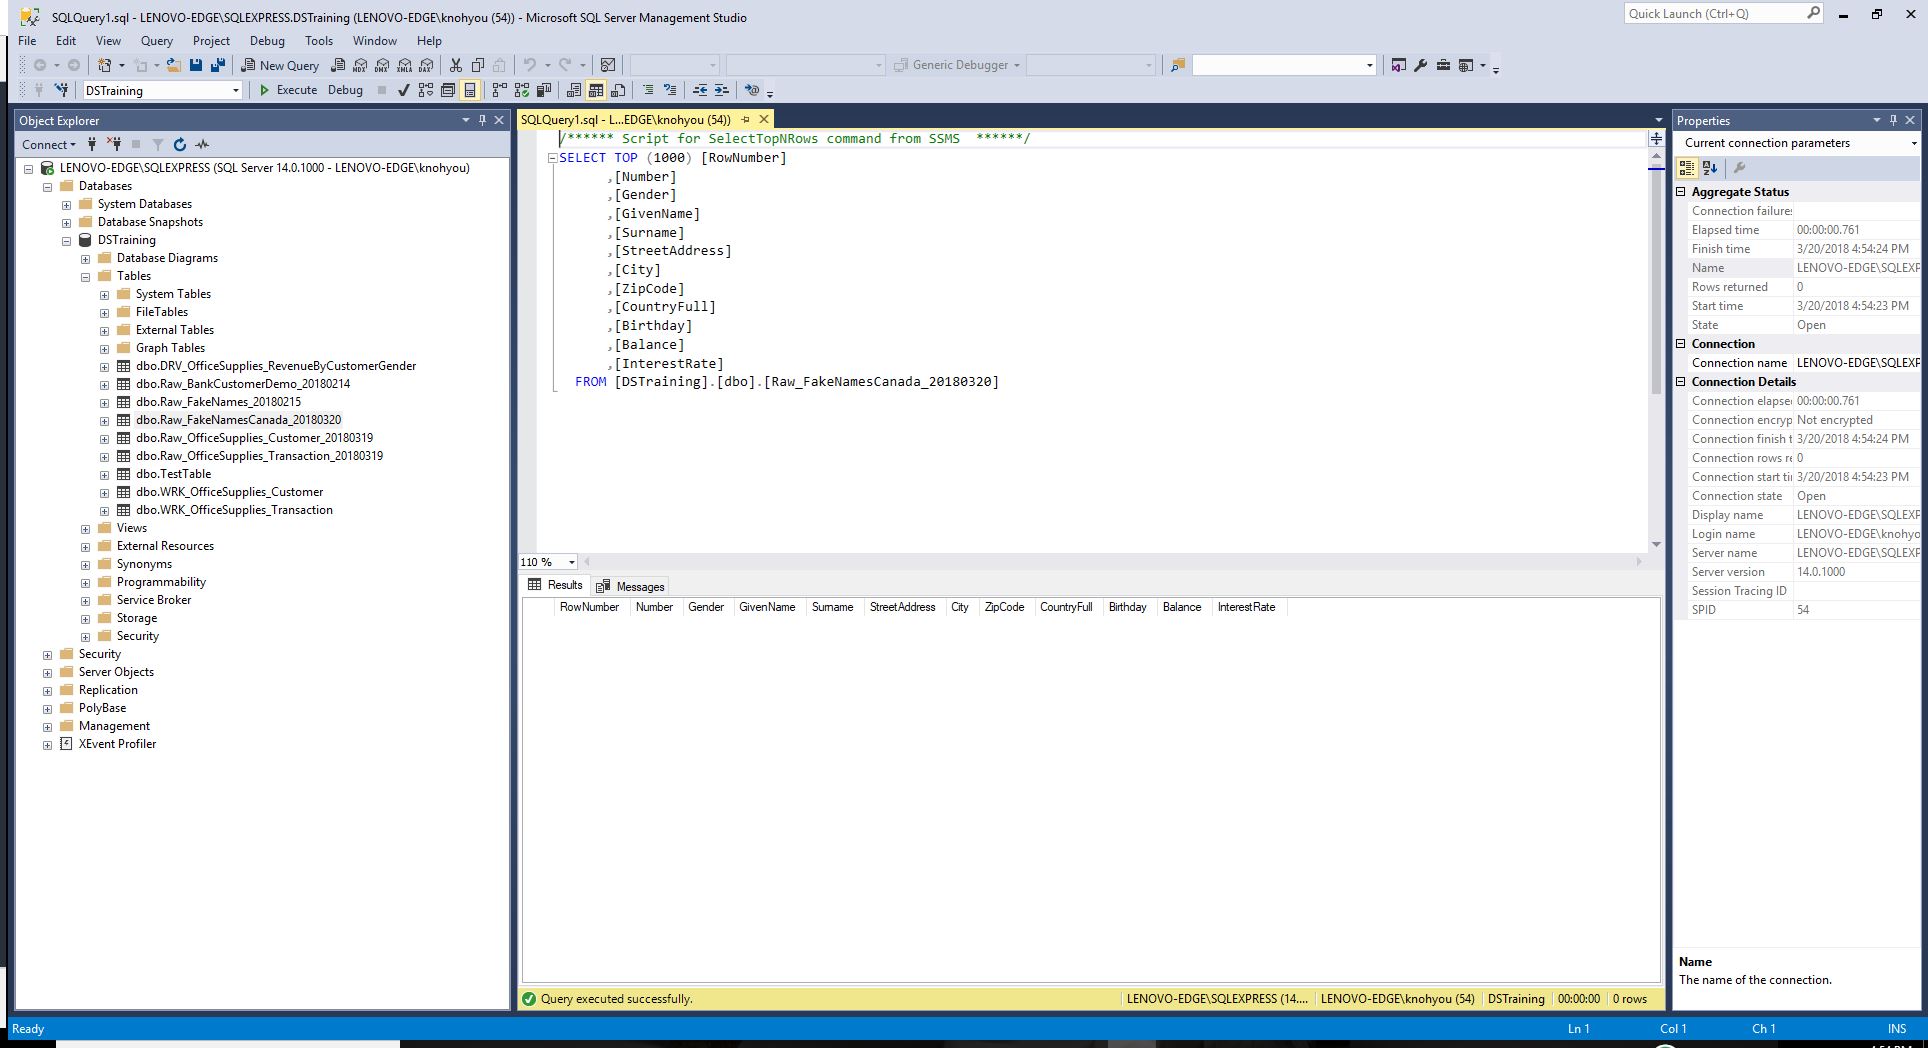 SQLQuery1.sql - LENOVO-EDGE\SQLEXPRESS.DSTraining (LENOVO-EDGE\knohyou (54)) - Microsoft SQL Server Management Studio
Quick Launch (Ctrl+Q)
File Edit View Query Project Debug Tools Window Help
New Query
MDX DMX XMLA DAX
Generic Debugger
DSTraining
Execute Debug
Object Explorer
Connect
LENOVO-EDGE\SQLEXPRESS (SQL Server 14.0.1000 - LENOVO-EDGE\knohyou)
Databases
System Databases
Database Snapshots
DSTraining
Database Diagrams
Tables
System Tables
FileTables
External Tables
Graph Tables
dbo.DRV_OfficeSupplies_RevenueByCustomerGender
dbo.Raw_BankCustomerDemo_20180214
dbo.Raw_FakeNames_20180215
dbo.Raw_FakeNamesCanada_20180320
dbo.Raw_OfficeSupplies_Customer_20180319
dbo.Raw_OfficeSupplies_Transaction_20180319
dbo.TestTable
dbo.WRK_OfficeSupplies_Customer
dbo.WRK_OfficeSupplies_Transaction
Views
External Resources
Synonyms
Programmability
Service Broker
Storage
Security
Security
Server Objects
Replication
PolyBase
Management
XEvent Profiler
SQLQuery1.sql - L...EDGE\knohyou (54))
/****** Script for SelectTopNRows command from SSMS ******/
SELECT TOP (1000) [RowNumber]
,[Number]
,[Gender]
,[GivenName]
,[Surname]
,[StreetAddress]
,[City]
,[ZipCode]
,[CountryFull]
,[Birthday]
,[Balance]
,[InterestRate]
FROM [DSTraining].[dbo].[Raw_FakeNamesCanada_20180320]
110 %
Results Messages
RowNumber Number Gender GivenName Surname StreetAddress City ZipCode CountryFull Birthday Balance InterestRate
Query executed successfully.
LENOVO-EDGE\SQLEXPRESS (14.... LENOVO-EDGE\knohyou (54) DSTraining 00:00:00 0 rows
Properties
Current connection parameters
Aggregate Status
Connection failures
Elapsed time 00:00:00.761
Finish time 3/20/2018 4:54:24 PM
Name LENOVO-EDGE\SQLEXP
Rows returned 0
Start time 3/20/2018 4:54:23 PM
State Open
Connection
Connection name LENOVO-EDGE\SQLEXP
Connection Details
Connection elapse 00:00:00.761
Connection encryp Not encrypted
Connection finish t 3/20/2018 4:54:24 PM
Connection rows re 0
Connection start ti 3/20/2018 4:54:23 PM
Connection state Open
Display name LENOVO-EDGE\SQLEXP
Login name LENOVO-EDGE\knohyo
Server name LENOVO-EDGE\SQLEXP
Server version 14.0.1000
Session Tracing ID
SPID 54
Name
The name of the connection.
Ready
Ln 1 Col 1 Ch 1 INS